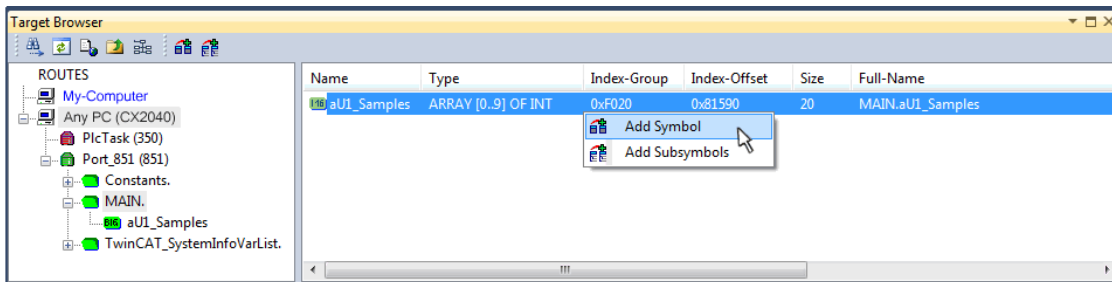 Target Browser
ROUTES
My-Computer
Any PC (CX2040)
PlcTask (350)
Port_851 (851)
Constants.
MAIN.
aU1_Samples
TwinCAT_SystemInfoVarList.
Name Type Index-Group Index-Offset Size Full-Name
aU1_Samples ARRAY [0..9] OF INT 0xF020 0x81590 20 MAIN.aU1_Samples
Add Symbol
Add Subsymbols